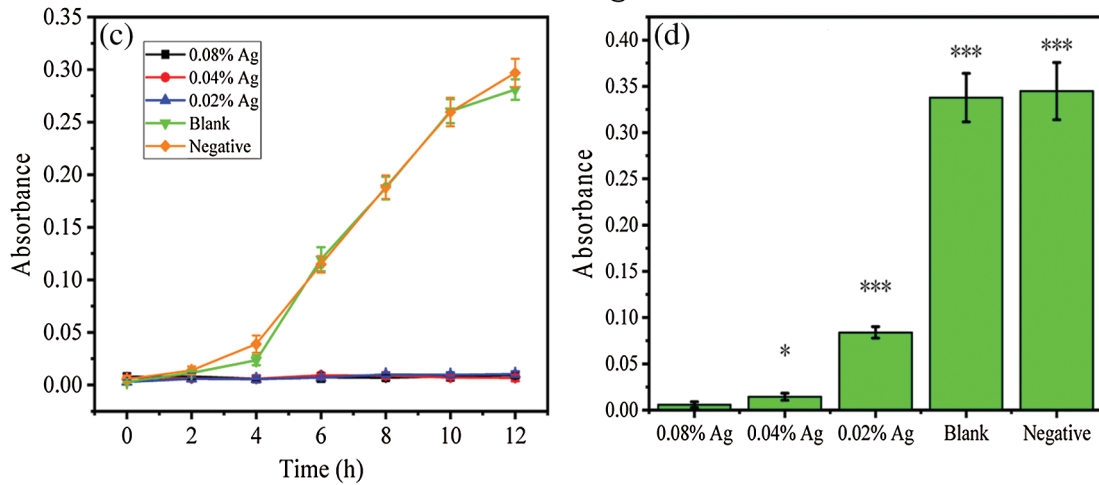 (c)
0.08% Ag
0.04% Ag
0.02% Ag
Blank
Negative
0.35
0.30
0.25
0.20
0.15
0.10
0.05
0.00
Absorbance
0 2 4 6 8 10 12
Time (h)
(d)
0.40
0.35
0.30
0.25
0.20
0.15
0.10
0.05
0.00
Absorbance
*
***
***
***
0.08% Ag 0.04% Ag 0.02% Ag Blank Negative